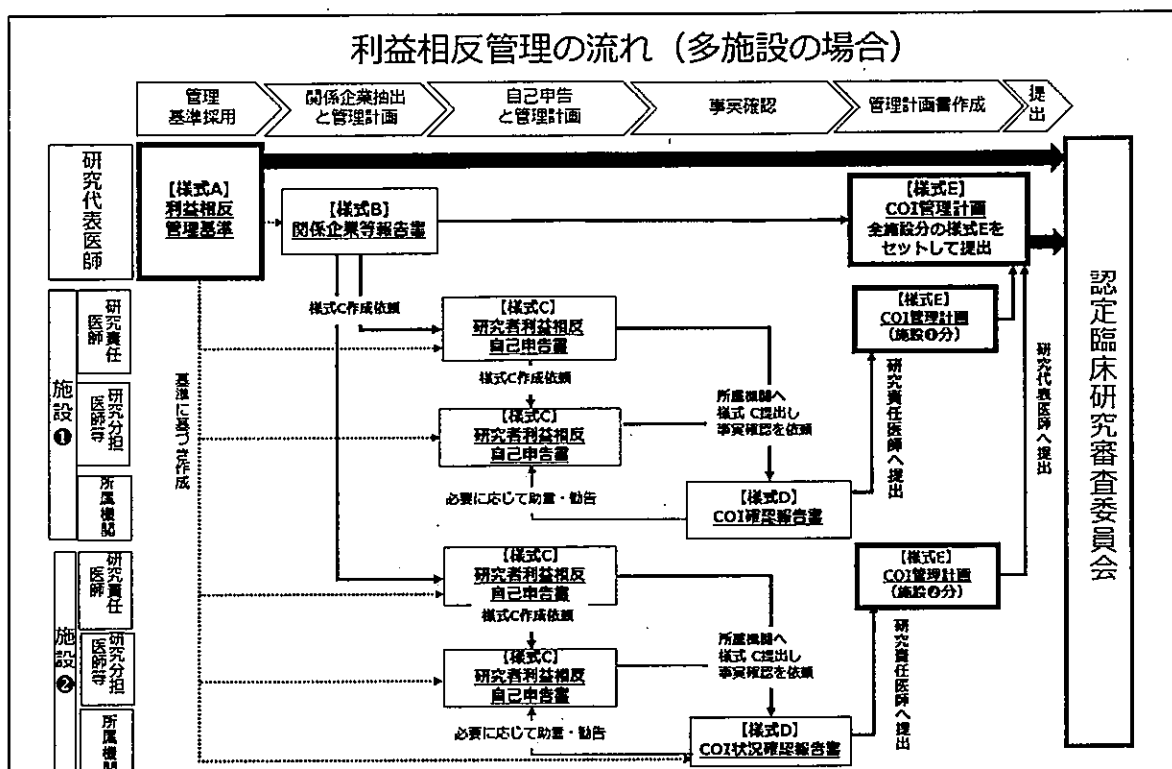 利益相反管理の流れ（多施設の場合）
管理
基準採用
関係企業抽出
と管理計画
自己申告
と管理計画
事実確認
管理計画書作成
提出
研究代表医師
【様式A】
利益相反
管理基準
【様式B】
関係企業等報告書
【様式E】
COI管理計画
全施設分の様式Eを
セットして提出
認定臨床研究審査委員会
施設❶
研究責任
医師
研究分担
医師等
所属機関
様式C作成依頼
【様式C】
研究者利益相反
自己申告書
様式C作成依頼
【様式C】
研究者利益相反
自己申告書
必要に応じて助言・勧告
所属機関へ
様式 C提出し
事実確認を依頼
【様式D】
COI確認報告書
研究責任医師へ提出
【様式E】
COI管理計画
（施設❶分）
研究代表医師へ提出
基準に基づき作成
施設❷
研究責任
医師
研究分担
医師等
所属機関
【様式C】
研究者利益相反
自己申告書
様式C作成依頼
【様式C】
研究者利益相反
自己申告書
必要に応じて助言・勧告
所属機関へ
様式 C提出し
事実確認を依頼
【様式D】
COI状況確認報告書
研究責任医師へ提出
【様式E】
COI管理計画
（施設❷分）